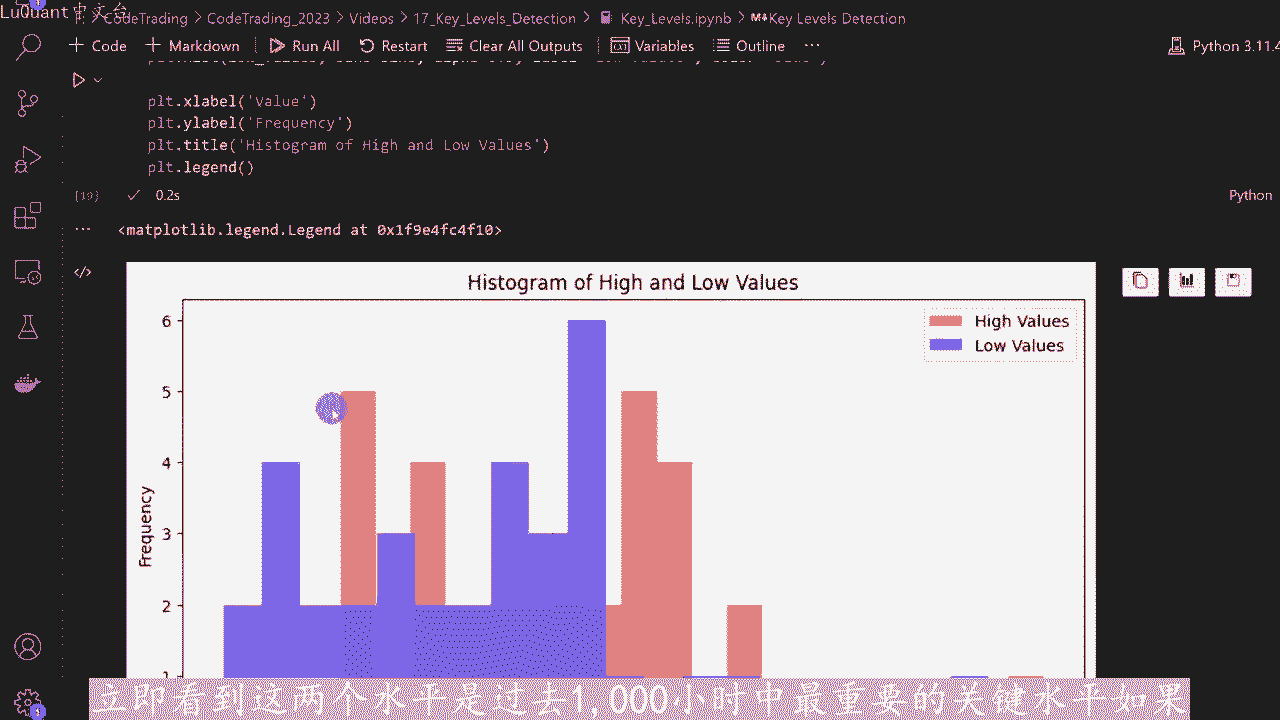 LuQuant中文台
CodeTrading > CodeTrading_2023 > Videos > 17_Key_Levels_Detection > Key_Levels.ipynb > M↓Key Levels Detection
+ Code + Markdown Run All Restart Clear All Outputs Variables Outline ... Python 3.11.4
plt.xlabel('Value')
plt.ylabel('Frequency')
plt.title('Histogram of High and Low Values')
plt.legend()
[19] ✓ 0.2s Python
... <matplotlib.legend.Legend at 0x1f9e4fc4f10>
Histogram of High and Low Values
High Values
Low Values
6
5
4
3
2
1
Frequency
立即看到这两个水平是过去1,000小时中最重要的关键水平如果